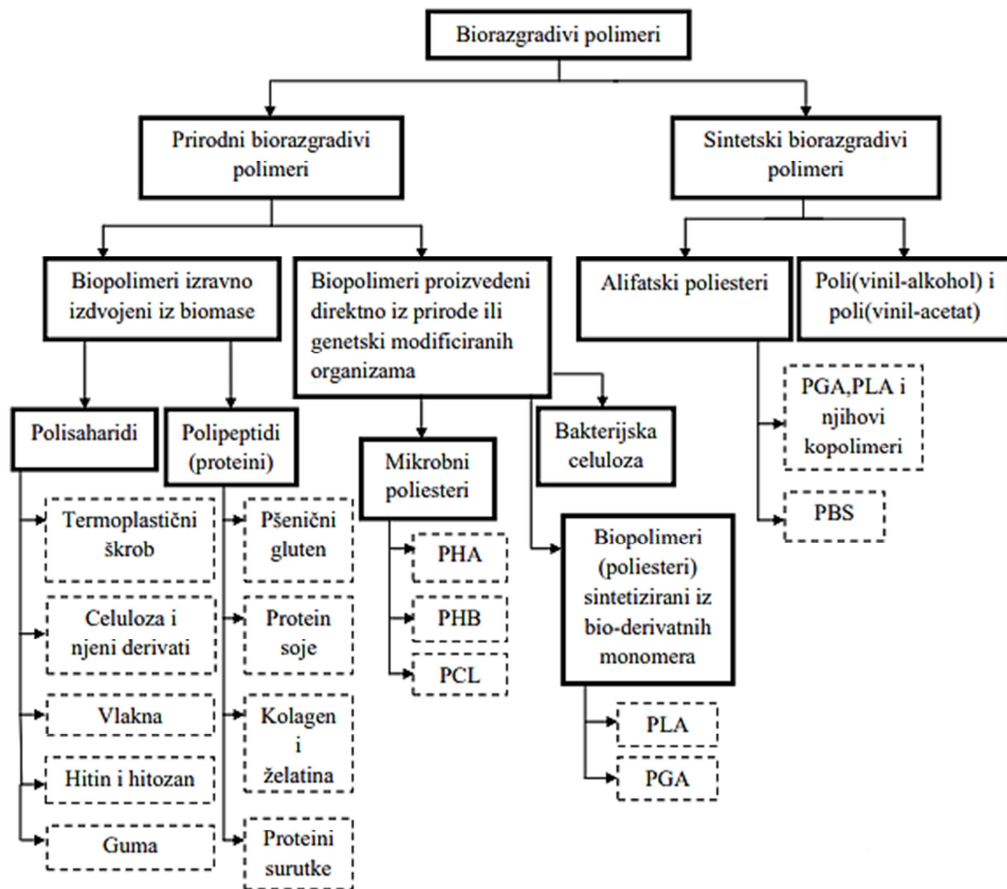 Biorazgradivi polimeri
Prirodni biorazgradivi
polimeri
Sintetski biorazgradivi
polimeri
Biopolimeri izravno
izdvojeni iz biomase
Biopolimeri proizvedeni
direktno iz prirode ili
genetski modificiranih
organizama
Alifatski poliesteri
Poli(vinil-alkohol) i
poli(vinil-acetat)
Polisaharidi
Polipeptidi
(proteini)
Mikrobni
poliesteri
Bakterijska
celuloza
PGA,PLA i
njihovi
kopolimeri
PBS
Termoplastični
škrob
Celuloza i
njeni derivati
Vlakna
Hitin i hitozan
Guma
Pšenični
gluten
Protein
soje
Kolagen
i
želatina
Proteini
surutke
PHA
PHB
PCL
Biopolimeri
(poliesteri)
sintetizirani iz
bio-derivatnih
monomera
PLA
PGA